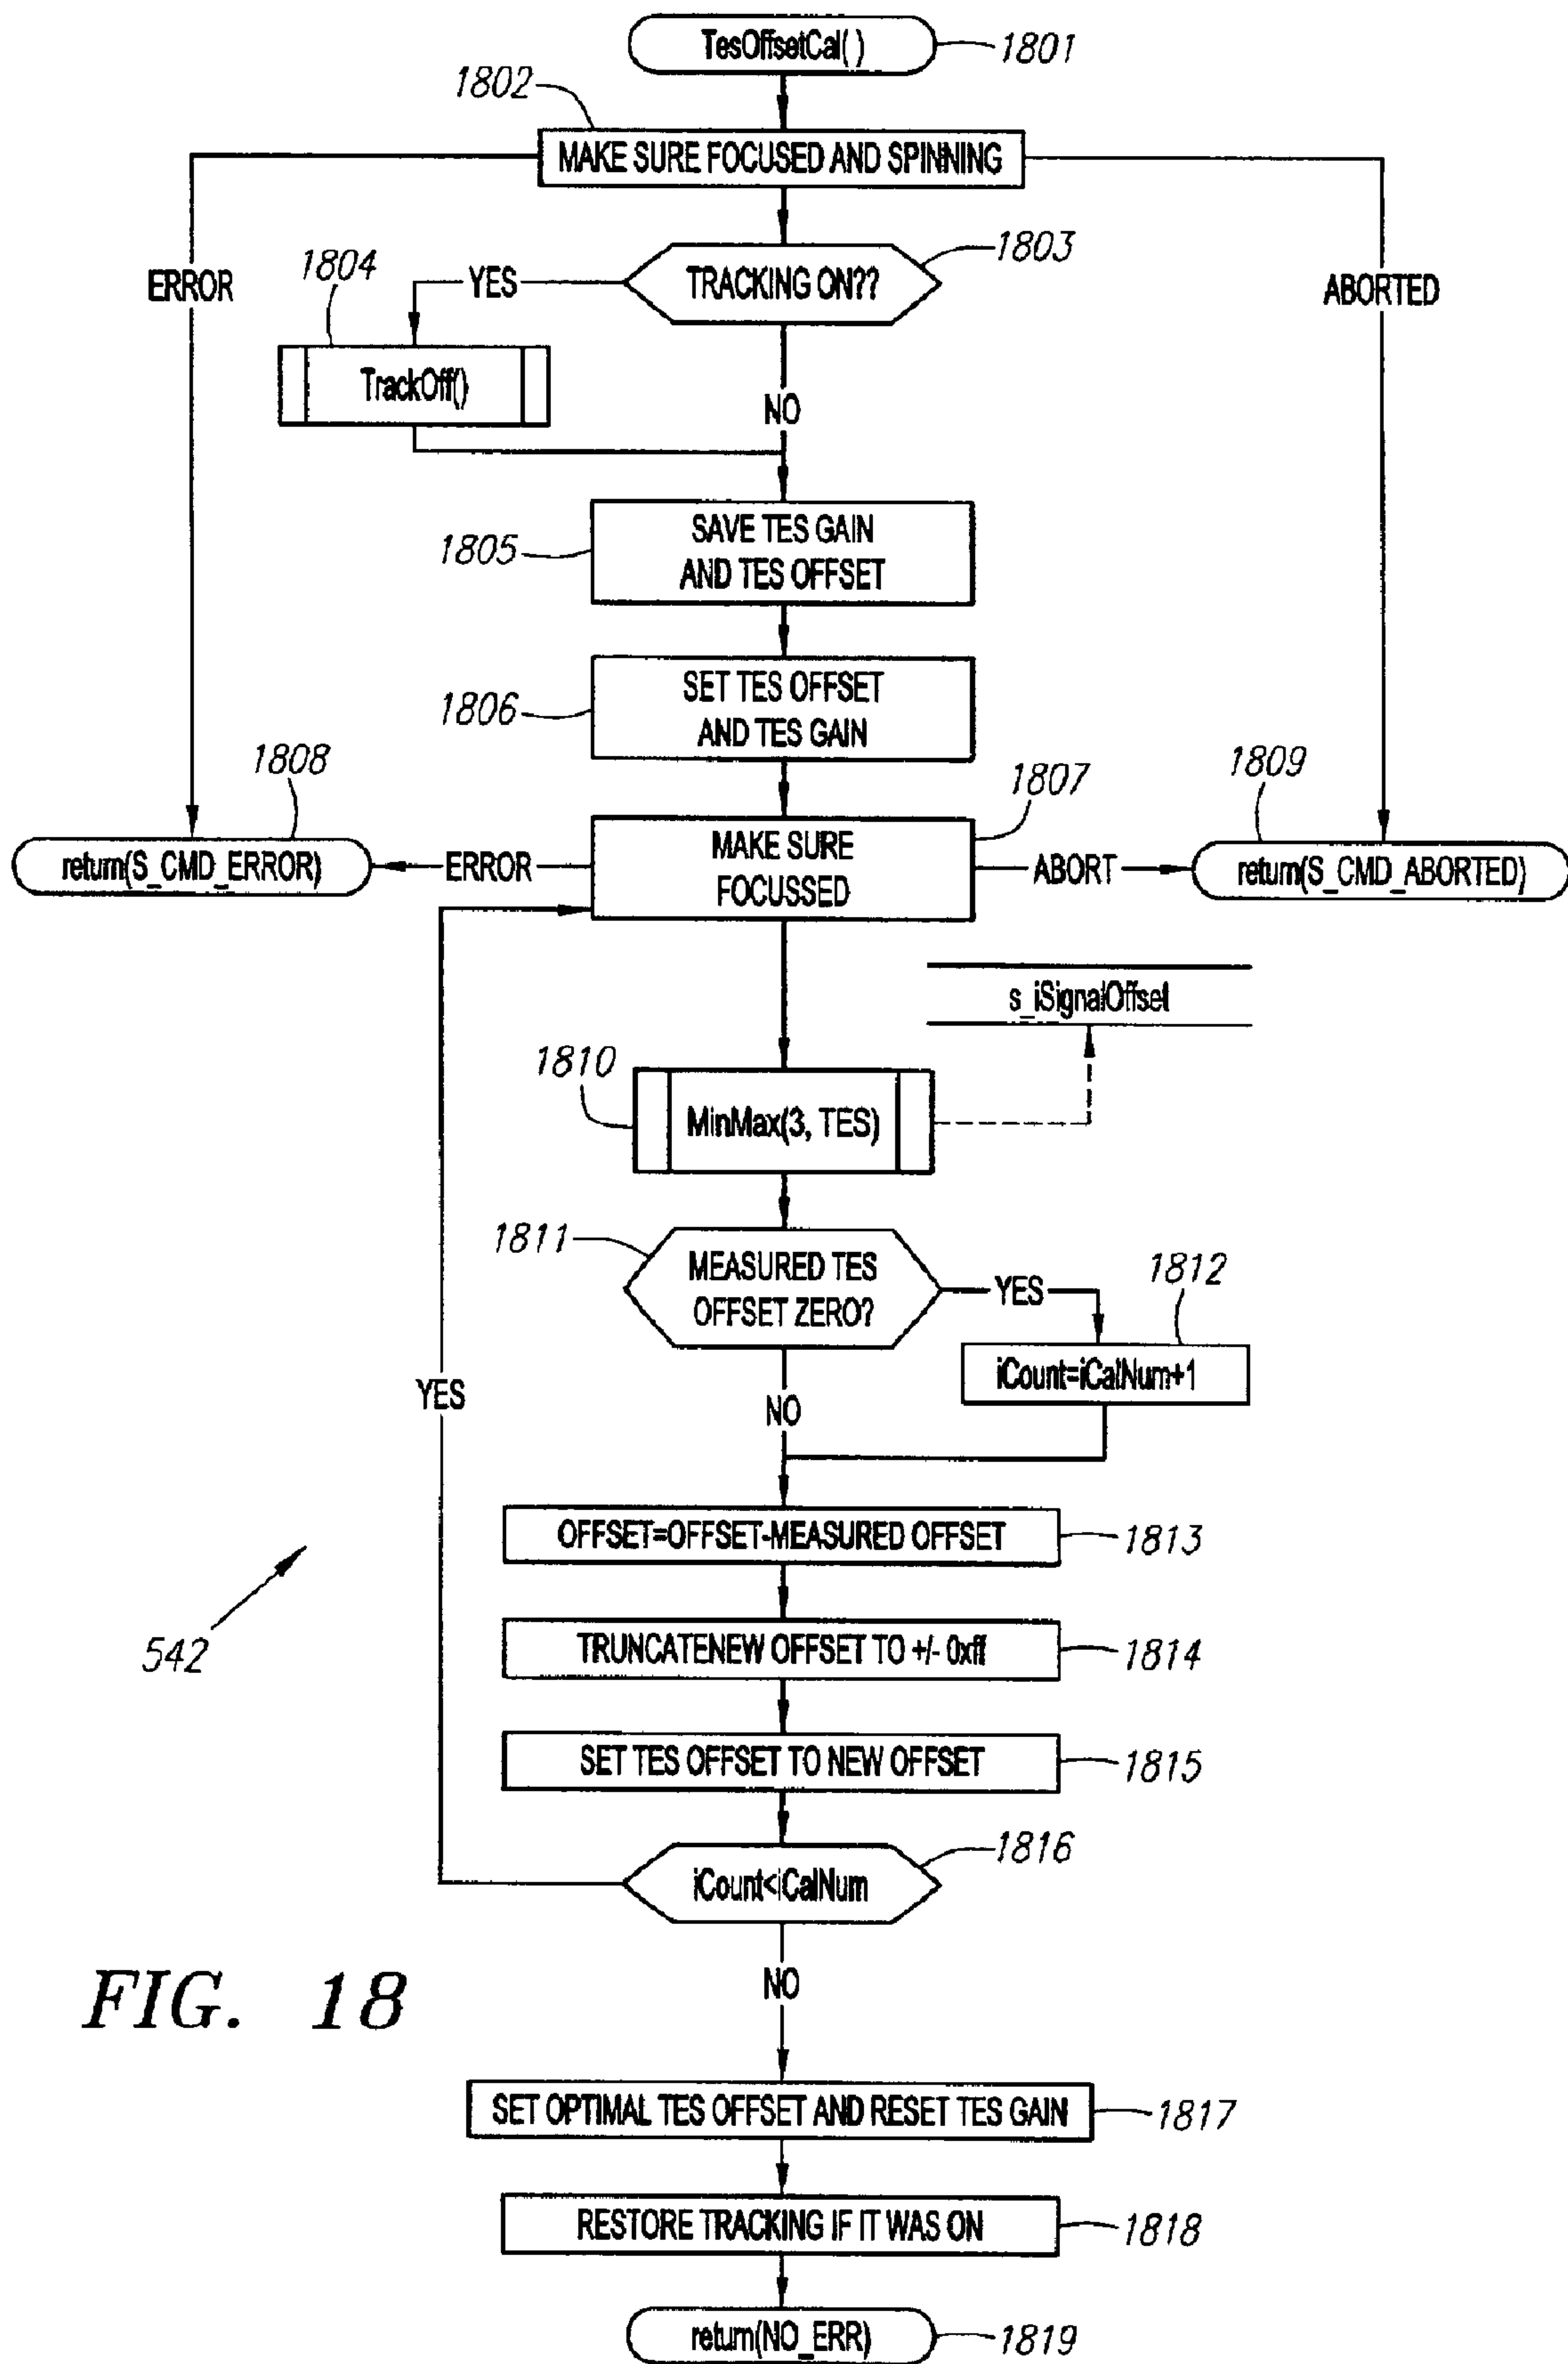 TesOffsetCal( )
1801
1802
MAKE SURE FOCUSED AND SPINNING
1803
TRACKING ON??
YES
1804
ERROR
ABORTED
TrackOff()
NO
1805
SAVE TES GAIN
AND TES OFFSET
1806
SET TES OFFSET
AND TES GAIN
1808
1807
1809
return(S_CMD_ERROR)
ERROR
MAKE SURE
FOCUSSED
ABORT
return(S_CMD_ABORTED)
s_iSignalOffset
1810
MinMax(3, TES)
1811
MEASURED TES
OFFSET ZERO?
YES
1812
iCount=iCalNum+1
YES
NO
OFFSET=OFFSET-MEASURED OFFSET
1813
542
TRUNCATENEW OFFSET TO +/- 0xff
1814
SET TES OFFSET TO NEW OFFSET
1815
1816
iCount<iCalNum
NO
FIG. 18
SET OPTIMAL TES OFFSET AND RESET TES GAIN
1817
RESTORE TRACKING IF IT WAS ON
1818
return(NO_ERR)
1819